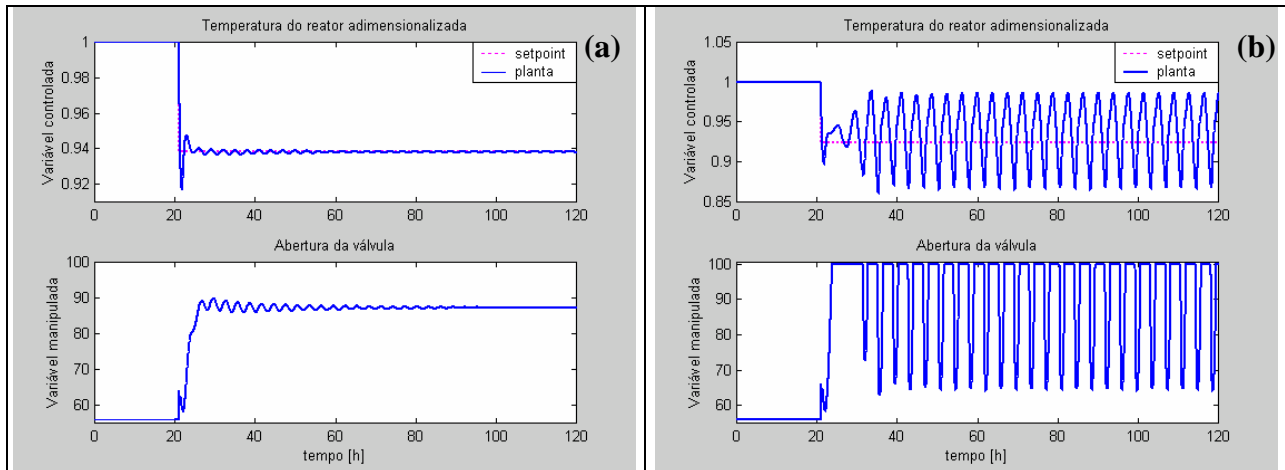 Temperatura do reator adimensionalizada
(a)
setpoint
planta
Variável controlada
1
0.98
0.96
0.94
0.92
0 20 40 60 80 100 120
Abertura da válvula
Variável manipulada
100
90
80
70
60
0 20 40 60 80 100 120
tempo [h]
Temperatura do reator adimensionalizada
(b)
setpoint
planta
Variável controlada
1.05
1
0.95
0.9
0.85
0 20 40 60 80 100 120
Abertura da válvula
Variável manipulada
100
90
80
70
60
0 20 40 60 80 100 120
tempo [h]